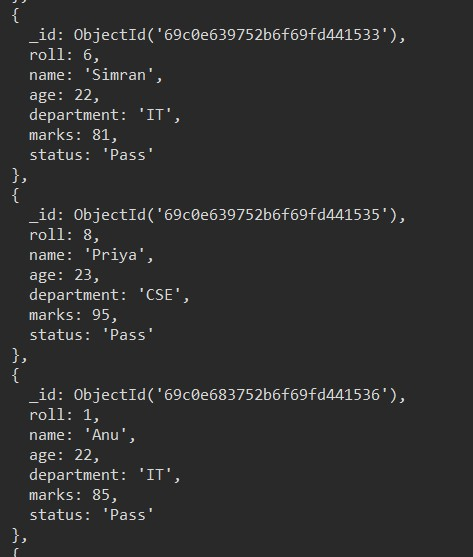 },
{
_id: ObjectId('69c0e639752b6f69fd441533'),
roll: 6,
name: 'Simran',
age: 22,
department: 'IT',
marks: 81,
status: 'Pass'
},
{
_id: ObjectId('69c0e639752b6f69fd441535'),
roll: 8,
name: 'Priya',
age: 23,
department: 'CSE',
marks: 95,
status: 'Pass'
},
{
_id: ObjectId('69c0e683752b6f69fd441536'),
roll: 1,
name: 'Anu',
age: 22,
department: 'IT',
marks: 85,
status: 'Pass'
},
{